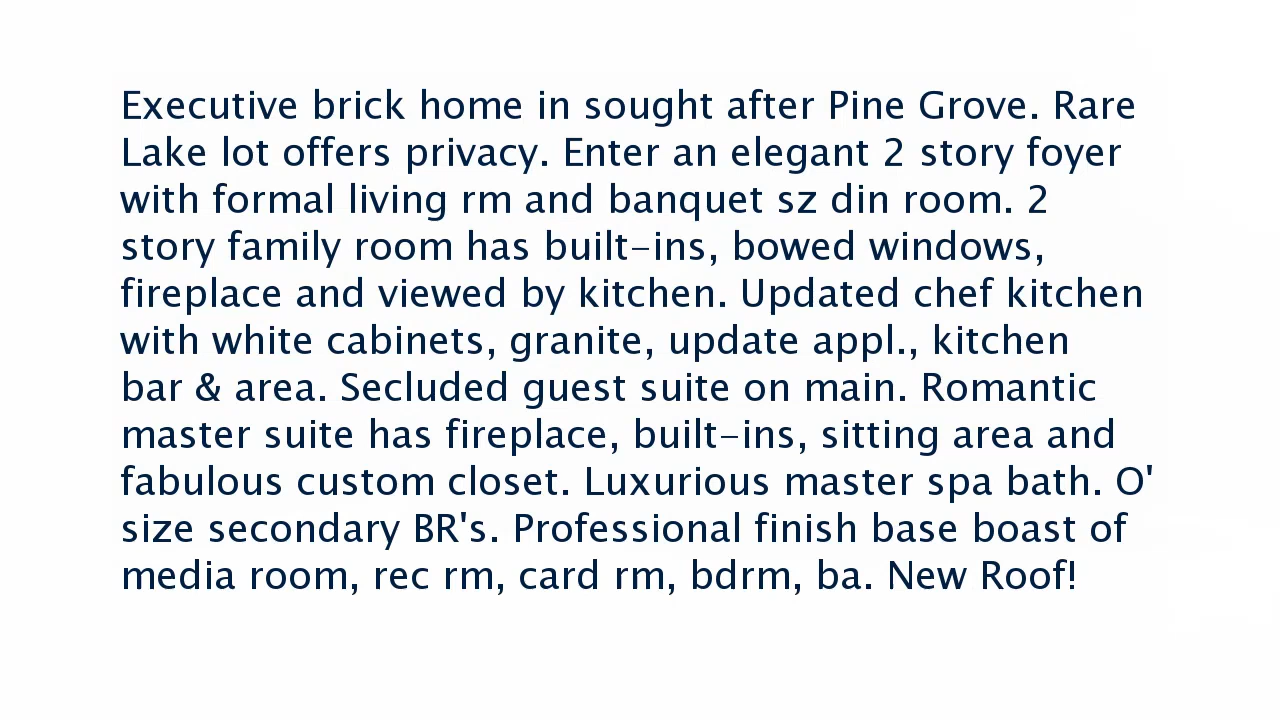 Executive brick home in sought after Pine Grove. Rare
Lake lot offers privacy. Enter an elegant 2 story foyer
with formal living rm and banquet sz din room. 2
story family room has built-ins, bowed windows,
fireplace and viewed by kitchen. Updated chef kitchen
with white cabinets, granite, update appl., kitchen
bar & area. Secluded guest suite on main. Romantic
master suite has fireplace, built-ins, sitting area and
fabulous custom closet. Luxurious master spa bath. O'
size secondary BR's. Professional finish base boast of
media room, rec rm, card rm, bdrm, ba. New Roof!